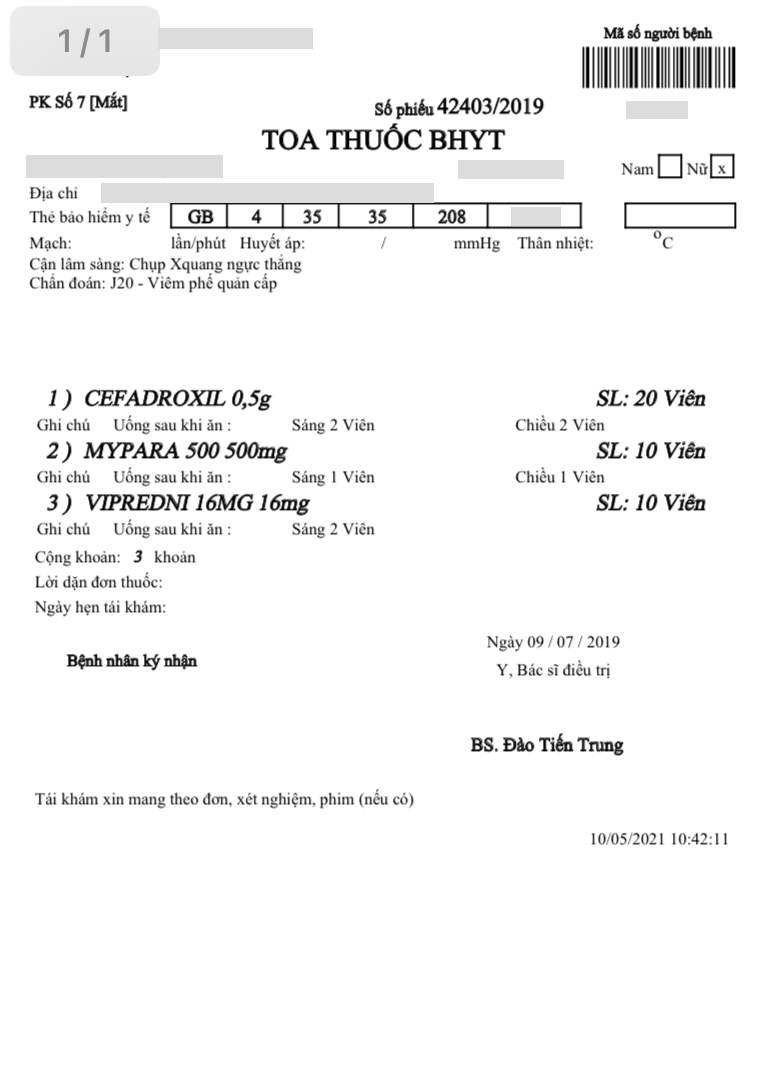 1/1
Mã số người bệnh
PK Số 7 [Mắt]
Số phiếu 42403/2019
TOA THUỐC BHYT
Nam Nữ x
Địa chỉ
Thẻ bảo hiểm y tế GB 4 35 35 208
Mạch: lần/phút Huyết áp: / mmHg Thân nhiệt: °C
Cận lâm sàng: Chụp Xquang ngực thẳng
Chẩn đoán: J20 - Viêm phế quản cấp
1 ) CEFADROXIL 0,5g SL: 20 Viên
Ghi chú Uống sau khi ăn : Sáng 2 Viên Chiều 2 Viên
2 ) MYPARA 500 500mg SL: 10 Viên
Ghi chú Uống sau khi ăn : Sáng 1 Viên Chiều 1 Viên
3 ) VIPREDNI 16MG 16mg SL: 10 Viên
Ghi chú Uống sau khi ăn : Sáng 2 Viên
Cộng khoản: 3 khoản
Lời dặn đơn thuốc:
Ngày hẹn tái khám:
Ngày 09 / 07 / 2019
Bệnh nhân ký nhận
Y, Bác sĩ điều trị
BS. Đào Tiến Trung
Tái khám xin mang theo đơn, xét nghiệm, phim (nếu có)
10/05/2021 10:42:11